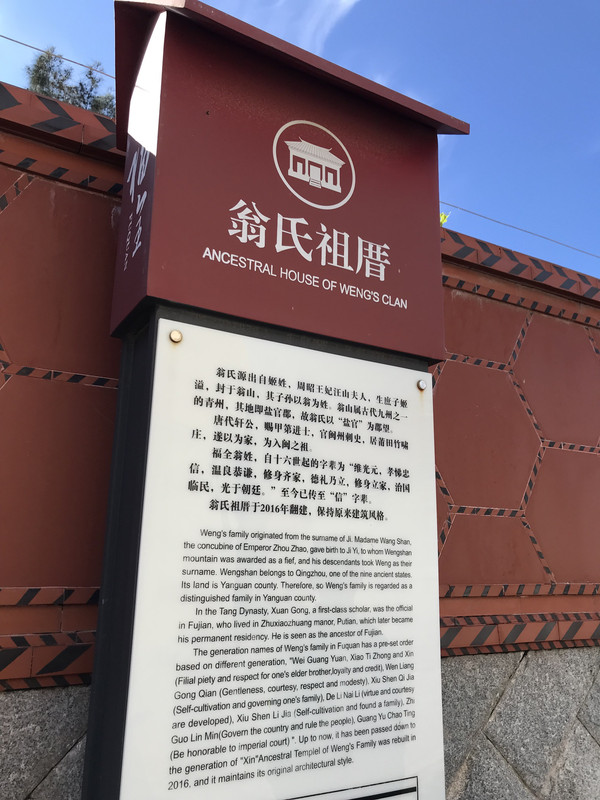 翁氏祖厝
ANCESTRAL HOUSE OF WENG'S CLAN
翁氏源出自姬姓，周昭王妃汪山夫人，生庶子姬
溢，封于翁山，其子孙以翁为姓。翁山属古代九州之一
的青州，其地即盐官郡，故翁氏以“盐官”为郡望。
唐代轩公，赐甲第进士，官闽州刺史，居莆田竹啸
庄，遂以为家，为入闽之祖。
福全翁姓，自十六世起的字辈为“维光元，孝悌忠
信，温良恭谦，修身齐家，德礼乃立，修身立家，治国
临民，光于朝廷。”至今已传至“信”字辈。
翁氏祖厝于2016年翻建，保持原来建筑风格。
Weng's family originated from the surname of Ji. Madame Wang Shan,
the concubine of Emperor Zhou Zhao, gave birth to Ji Yi, to whom Wengshan
mountain was awarded as a fief, and his descendants took Weng as their
surname. Wengshan belongs to Qingzhou, one of the nine ancient states.
Its land is Yanguan county. Therefore, so Weng's family is regarded as a
distinguished family in Yanguan county.
In the Tang Dynasty, Xuan Gong, a first-class scholar, was the official
in Fujian, who lived in Zhuxiaozhuang manor, Putian, which later became
his permanent residency. He is seen as the ancestor of Fujian.
The generation names of Weng's family in Fuquan has a pre-set order
based on different generation, "Wei Guang Yuan, Xiao Ti Zhong and Xin
(Filial piety and respect for one's elder brother,loyalty and credit), Wen Liang
Gong Qian (Gentleness, courtesy, respect and modesty), Xiu Shen Qi Jia
(Self-cultivation and governing one's family), De Li Nai Li (virtue and courtesy
are developed), Xiu Shen Li Jia (Self-cultivation and found a family), Zhi
Guo Lin Min(Govern the country and rule the people), Guang Yu Chao Ting
(Be honorable to imperial court) ". Up to now, it has been passed down to
the generation of "Xin"Ancestral Templel of Weng's Family was rebuilt in
2016, and it maintains its original architectural style.